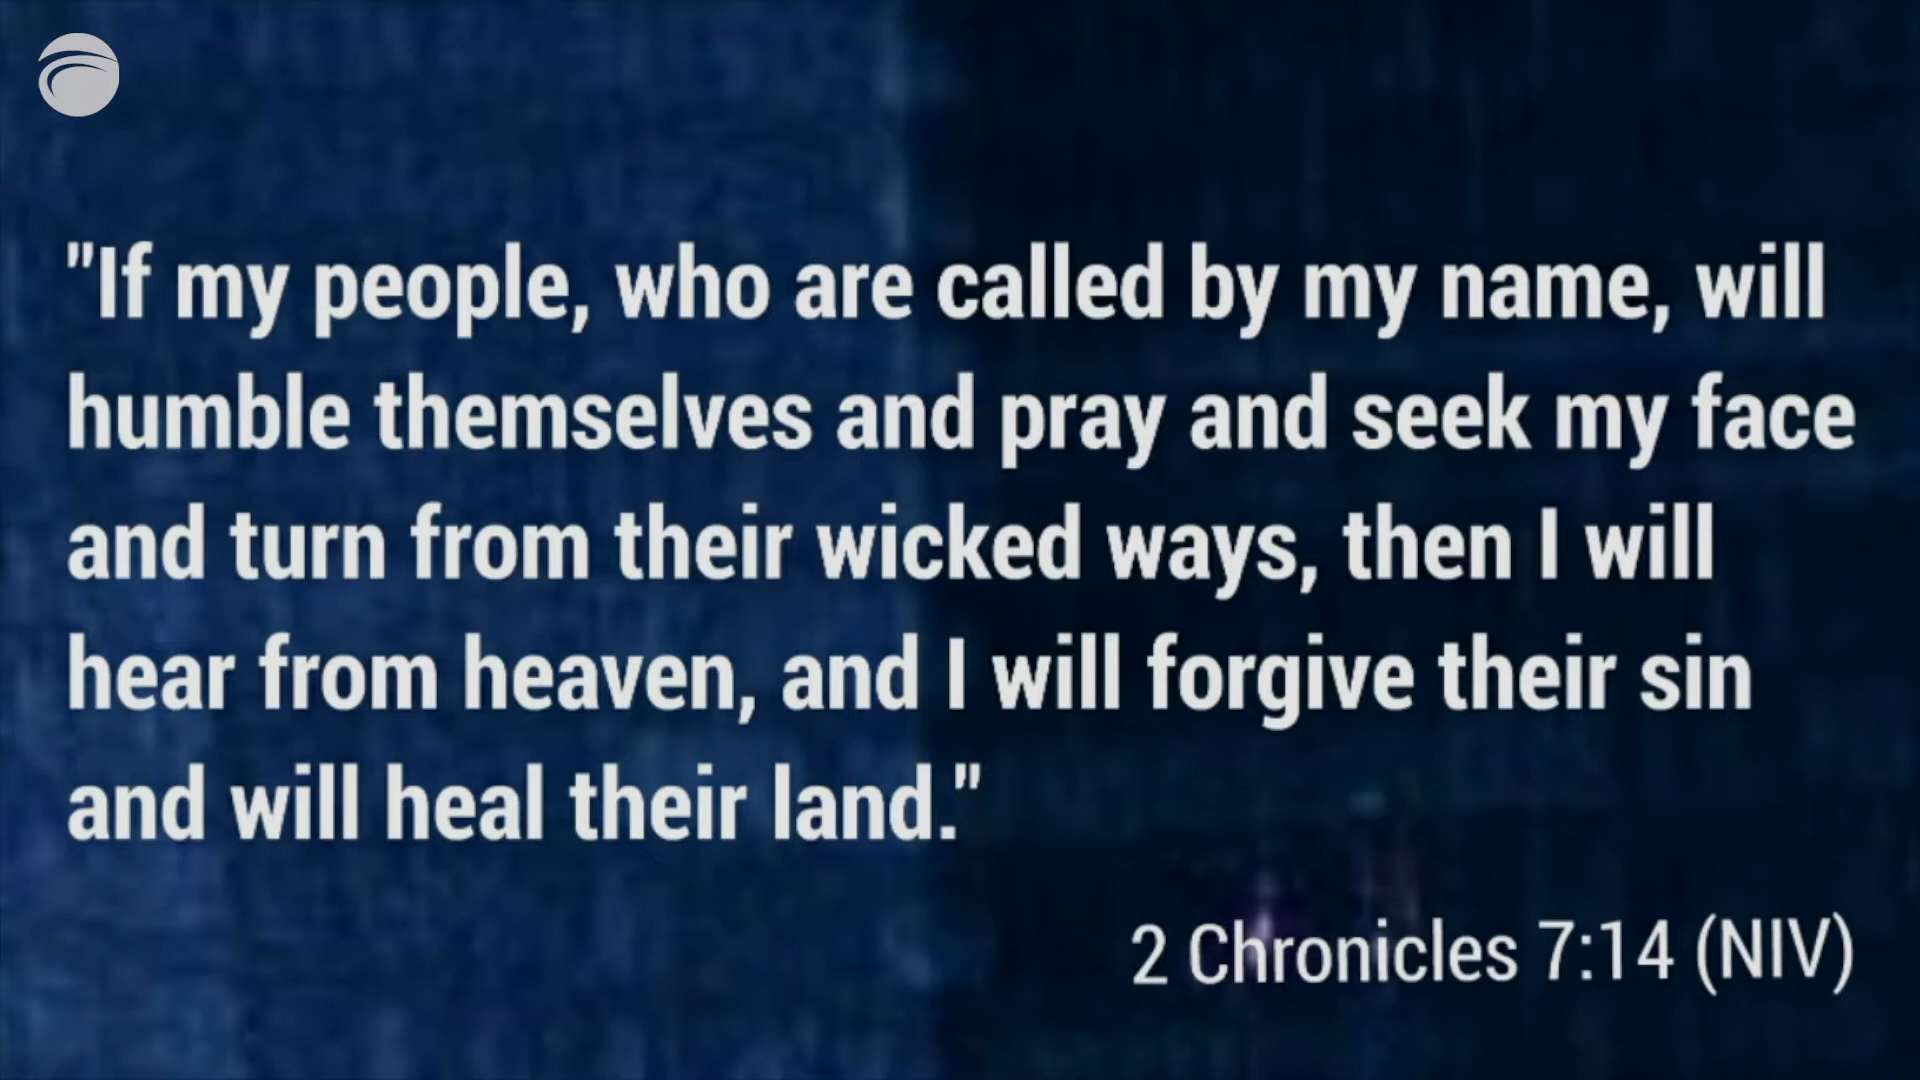 "If my people, who are called by my name, will
humble themselves and pray and seek my face
and turn from their wicked ways, then I will
hear from heaven, and I will forgive their sin
and will heal their land."
2 Chronicles 7:14 (NIV)